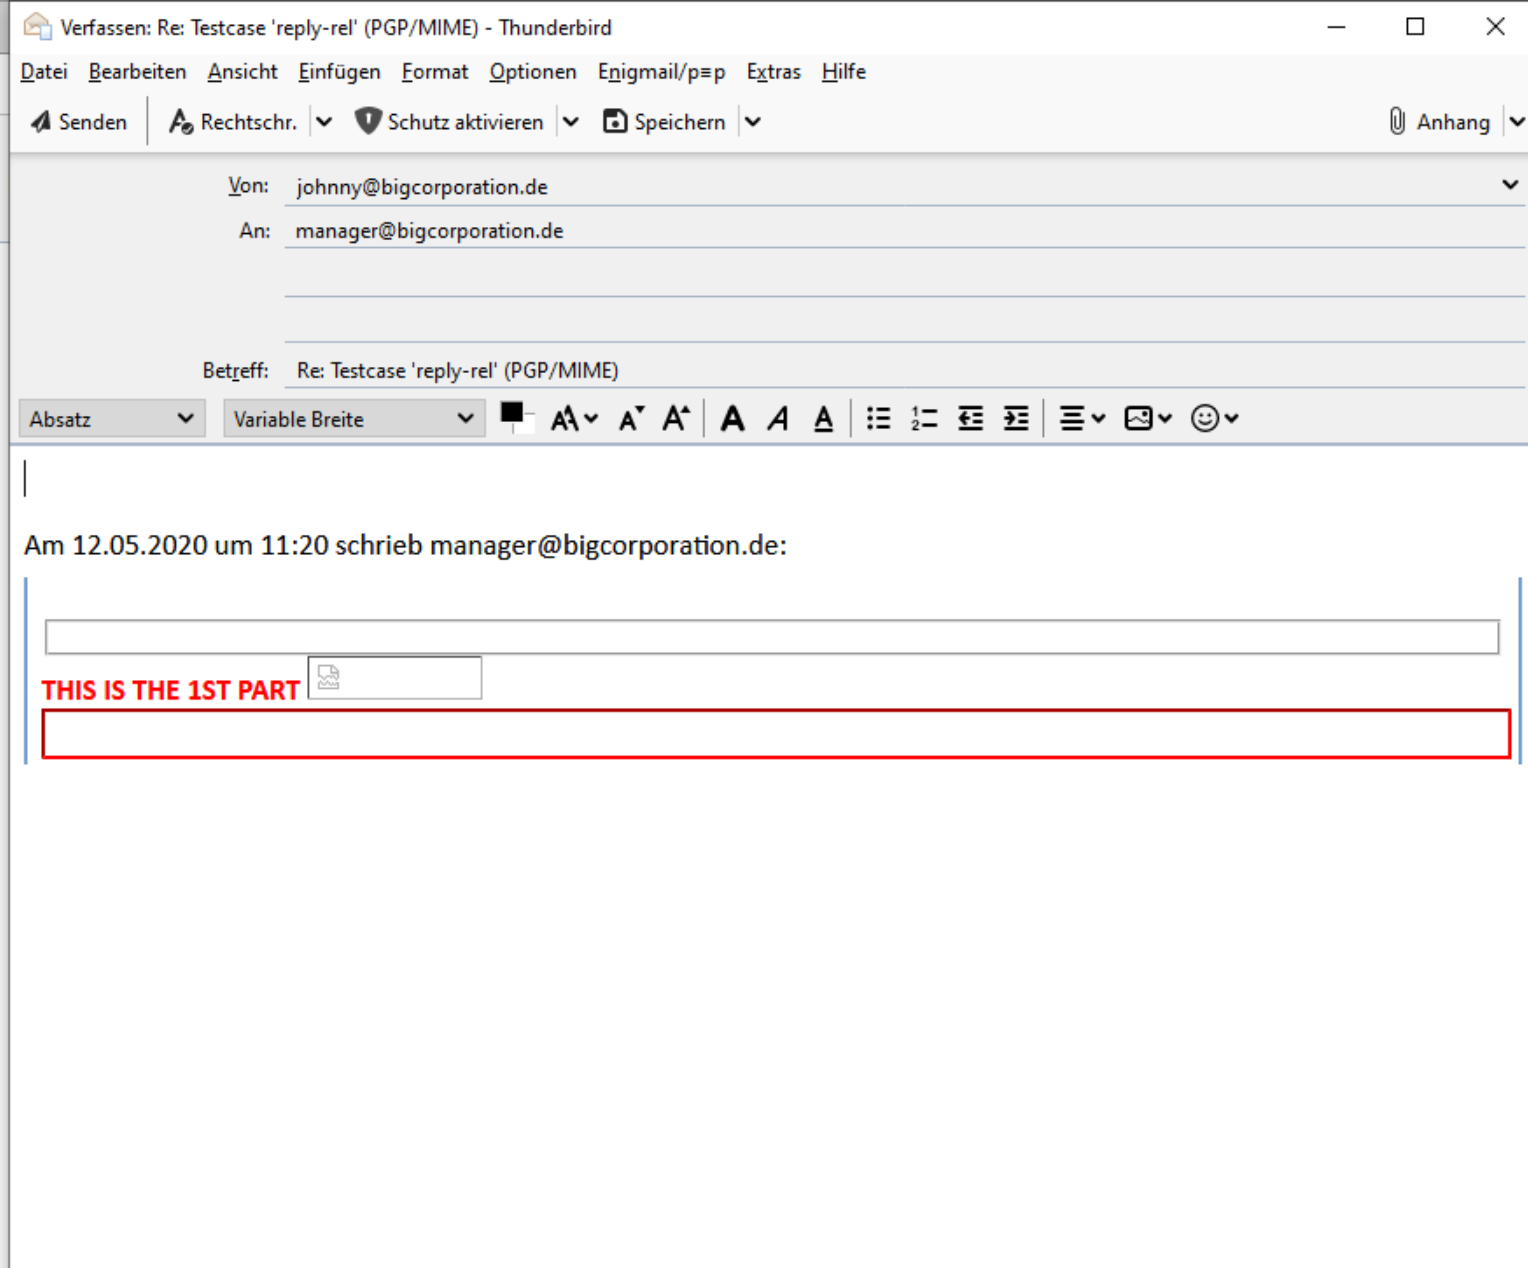 Verfassen: Re: Testcase 'reply-rel' (PGP/MIME) - Thunderbird
Datei Bearbeiten Ansicht Einfügen Format Optionen Enigmail/p≡p Extras Hilfe
Senden Rechtschr. Schutz aktivieren Speichern Anhang
Von: johnny@bigcorporation.de
An: manager@bigcorporation.de
Betreff: Re: Testcase 'reply-rel' (PGP/MIME)
Absatz Variable Breite
Am 12.05.2020 um 11:20 schrieb manager@bigcorporation.de:
THIS IS THE 1ST PART